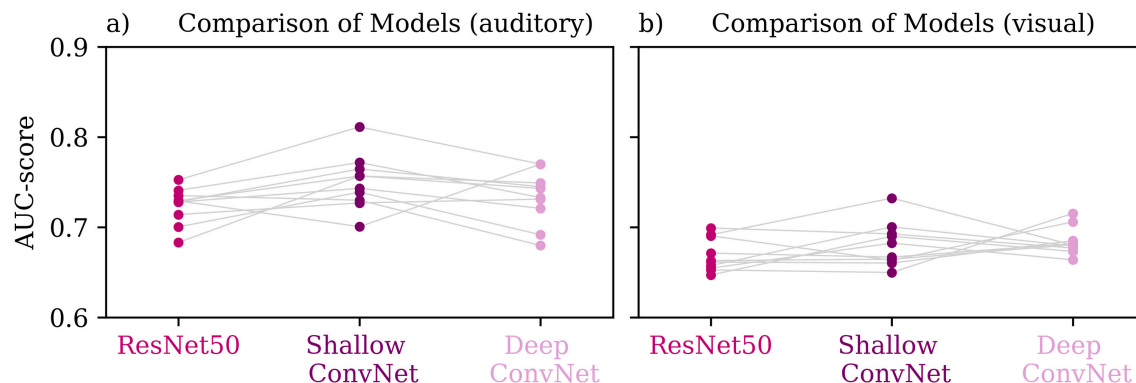 a) Comparison of Models (auditory)
b) Comparison of Models (visual)
AUC-score
0.9
0.8
0.7
0.6
ResNet50
Shallow
ConvNet
Deep
ConvNet
ResNet50
Shallow
ConvNet
Deep
ConvNet